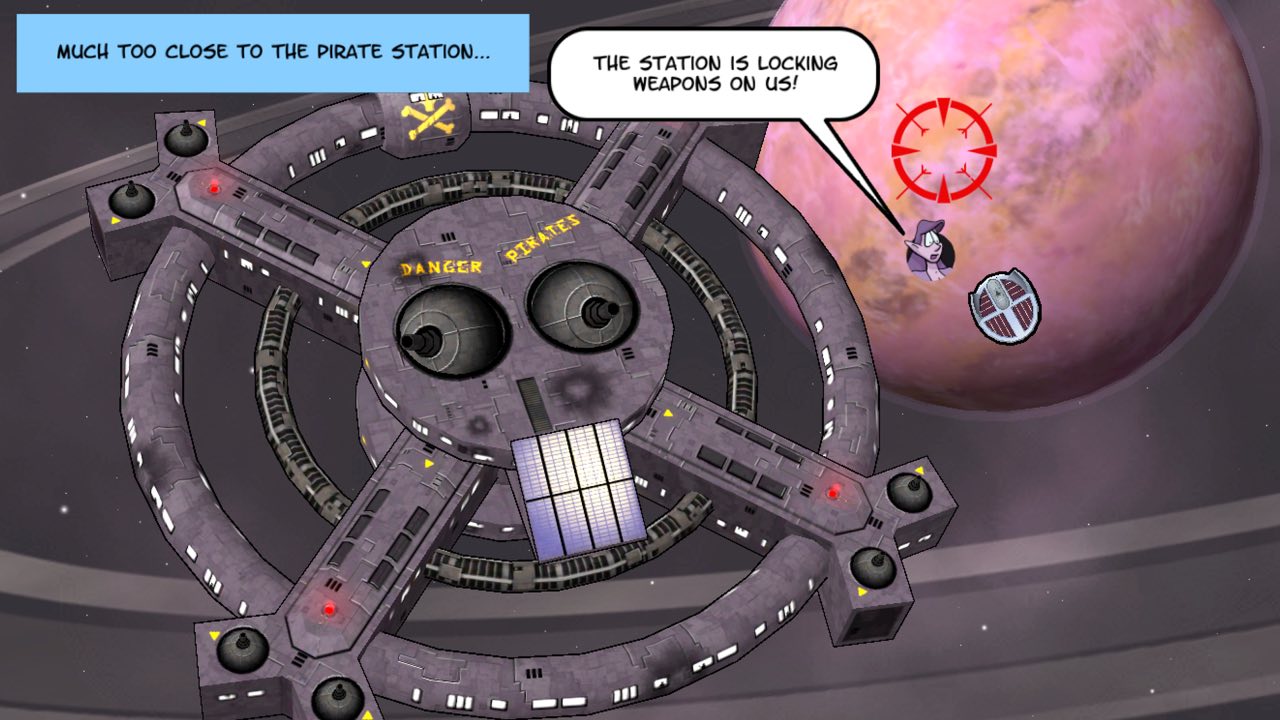 MUCH TOO CLOSE TO THE PIRATE STATION...
THE STATION IS LOCKING
WEAPONS ON US!
DANGER
PIRATES